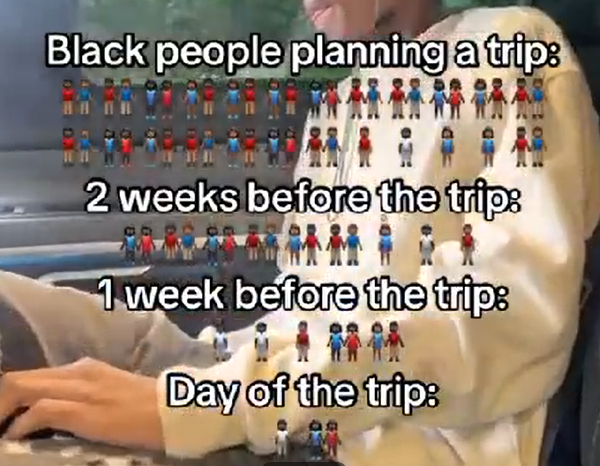 Black people planning a trip:
2 weeks before the trip:
1 week before the trip:
Day of the trip: